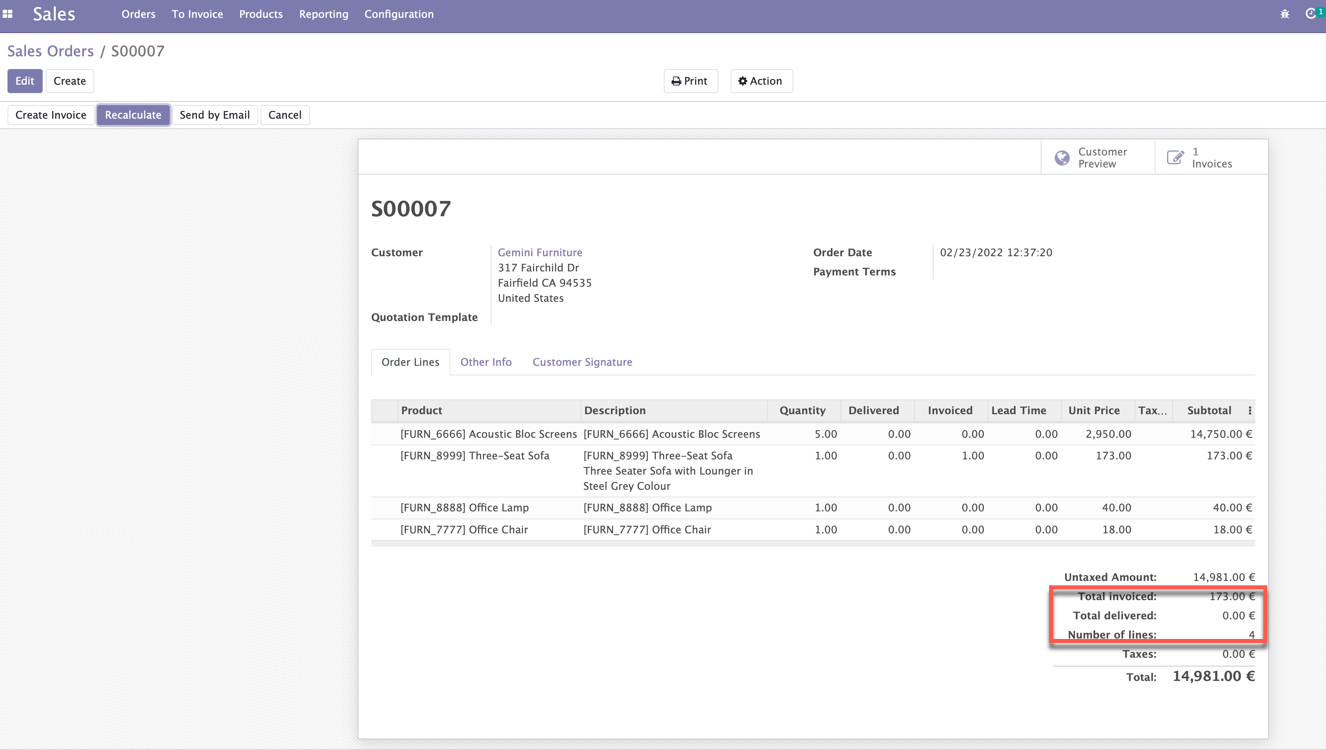 Sales Orders To Invoice Products Reporting Configuration 1
Sales Orders / S00007
Edit Create Print Action
Create Invoice Recalculate Send by Email Cancel
Customer Preview
1 Invoices
S00007
Customer Gemini Furniture Order Date 02/23/2022 12:37:20
317 Fairchild Dr Payment Terms
Fairfield CA 94535
United States
Quotation Template
Order Lines Other Info Customer Signature
Product Description Quantity Delivered Invoiced Lead Time Unit Price Tax... Subtotal
[FURN_6666] Acoustic Bloc Screens [FURN_6666] Acoustic Bloc Screens 5.00 0.00 0.00 0.00 2,950.00 14,750.00 €
[FURN_8999] Three-Seat Sofa [FURN_8999] Three-Seat Sofa 1.00 0.00 1.00 0.00 173.00 173.00 €
Three Seater Sofa with Lounger in
Steel Grey Colour
[FURN_8888] Office Lamp [FURN_8888] Office Lamp 1.00 0.00 0.00 0.00 40.00 40.00 €
[FURN_7777] Office Chair [FURN_7777] Office Chair 1.00 0.00 0.00 0.00 18.00 18.00 €
Untaxed Amount: 14,981.00 €
Total invoiced: 173.00 €
Total delivered: 0.00 €
Number of lines: 4
Taxes: 0.00 €
Total: 14,981.00 €